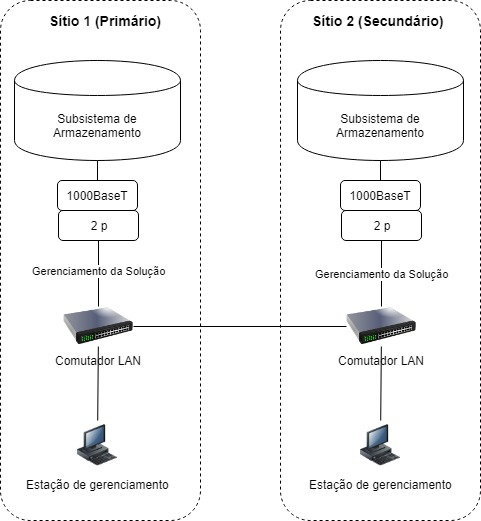 Sítio 1 (Primário)
Subsistema de
Armazenamento
1000BaseT
2 p
Gerenciamento da Solução
Comutador LAN
Estação de gerenciamento
Sítio 2 (Secundário)
Subsistema de
Armazenamento
1000BaseT
2 p
Gerenciamento da Solução
Comutador LAN
Estação de gerenciamento